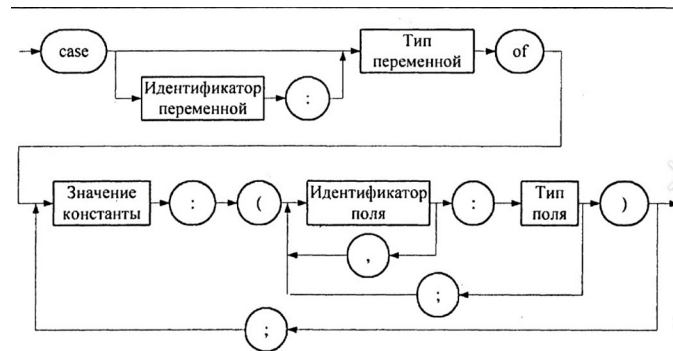 case
Тип
переменной
of
Идентификатор
переменной
:
Значение
константы
:
(
Идентификатор
поля
:
Тип
поля
)
,
;
;